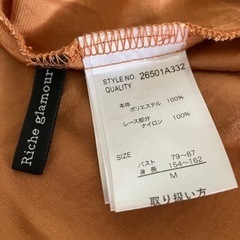 Riche glamour
STYLE NO. 26501A332
QUALITY
本体
ポリエステル 100%
レース部分
ナイロン 100%
SIZE
バスト 79~87
身長 154~162
M
取り扱い方